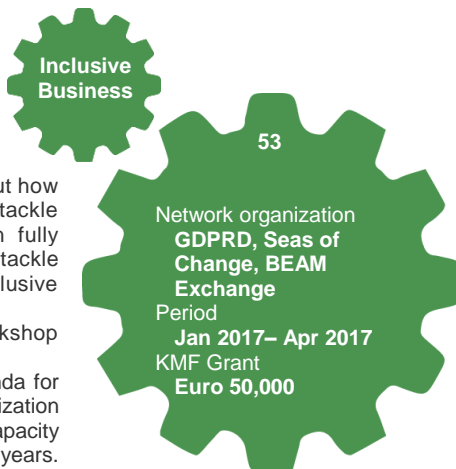 Inclusive
Business
53
ut how
tackle
fully
tackle
lusive
rkshop
nda for
ization
apacity
years.
Network organization
GDPRD, Seas of
Change, BEAM
Exchange
Period
Jan 2017– Apr 2017
KMF Grant
Euro 50,000